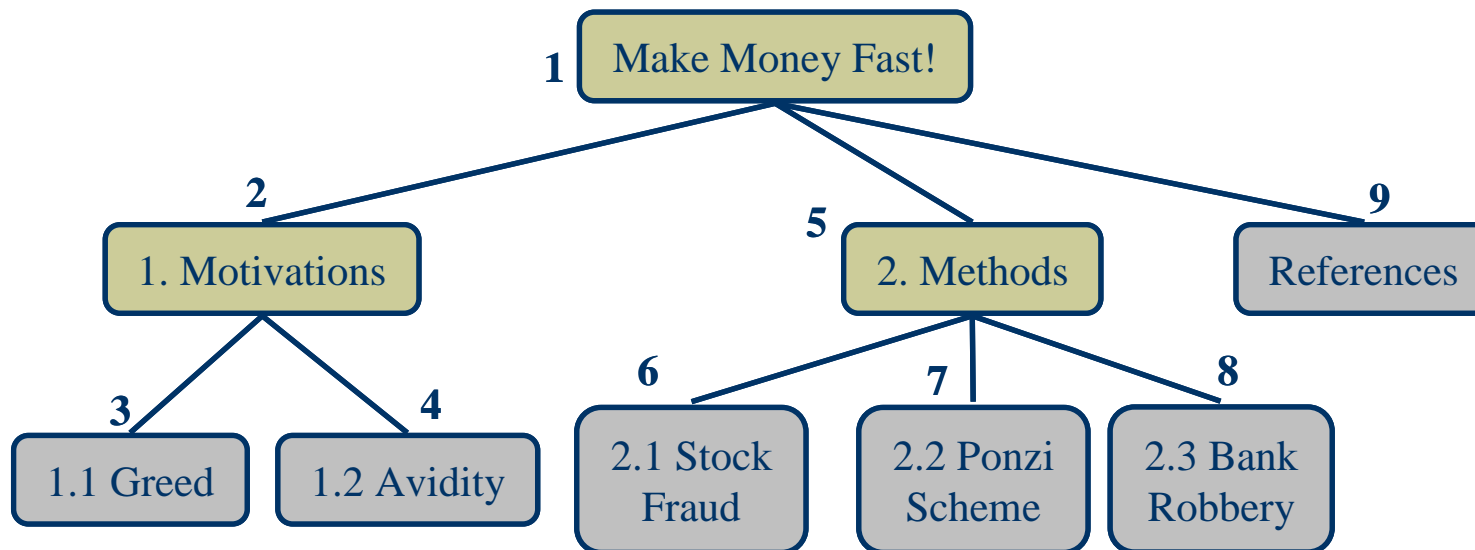 Make Money Fast!
1
2
5
9
1. Motivations
2. Methods
References
3
4
6
7
8
1.1 Greed
1.2 Avidity
2.1 Stock
Fraud
2.2 Ponzi
Scheme
2.3 Bank
Robbery